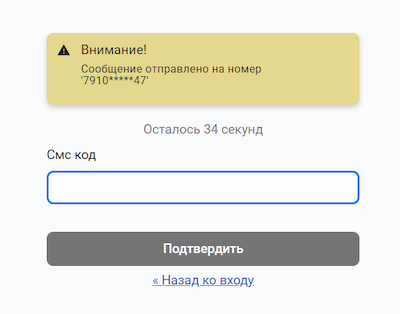 Внимание!
Сообщение отправлено на номер
'7910*****47'
Осталось 34 секунд
Смс код
Подтвердить
« Назад ко входу